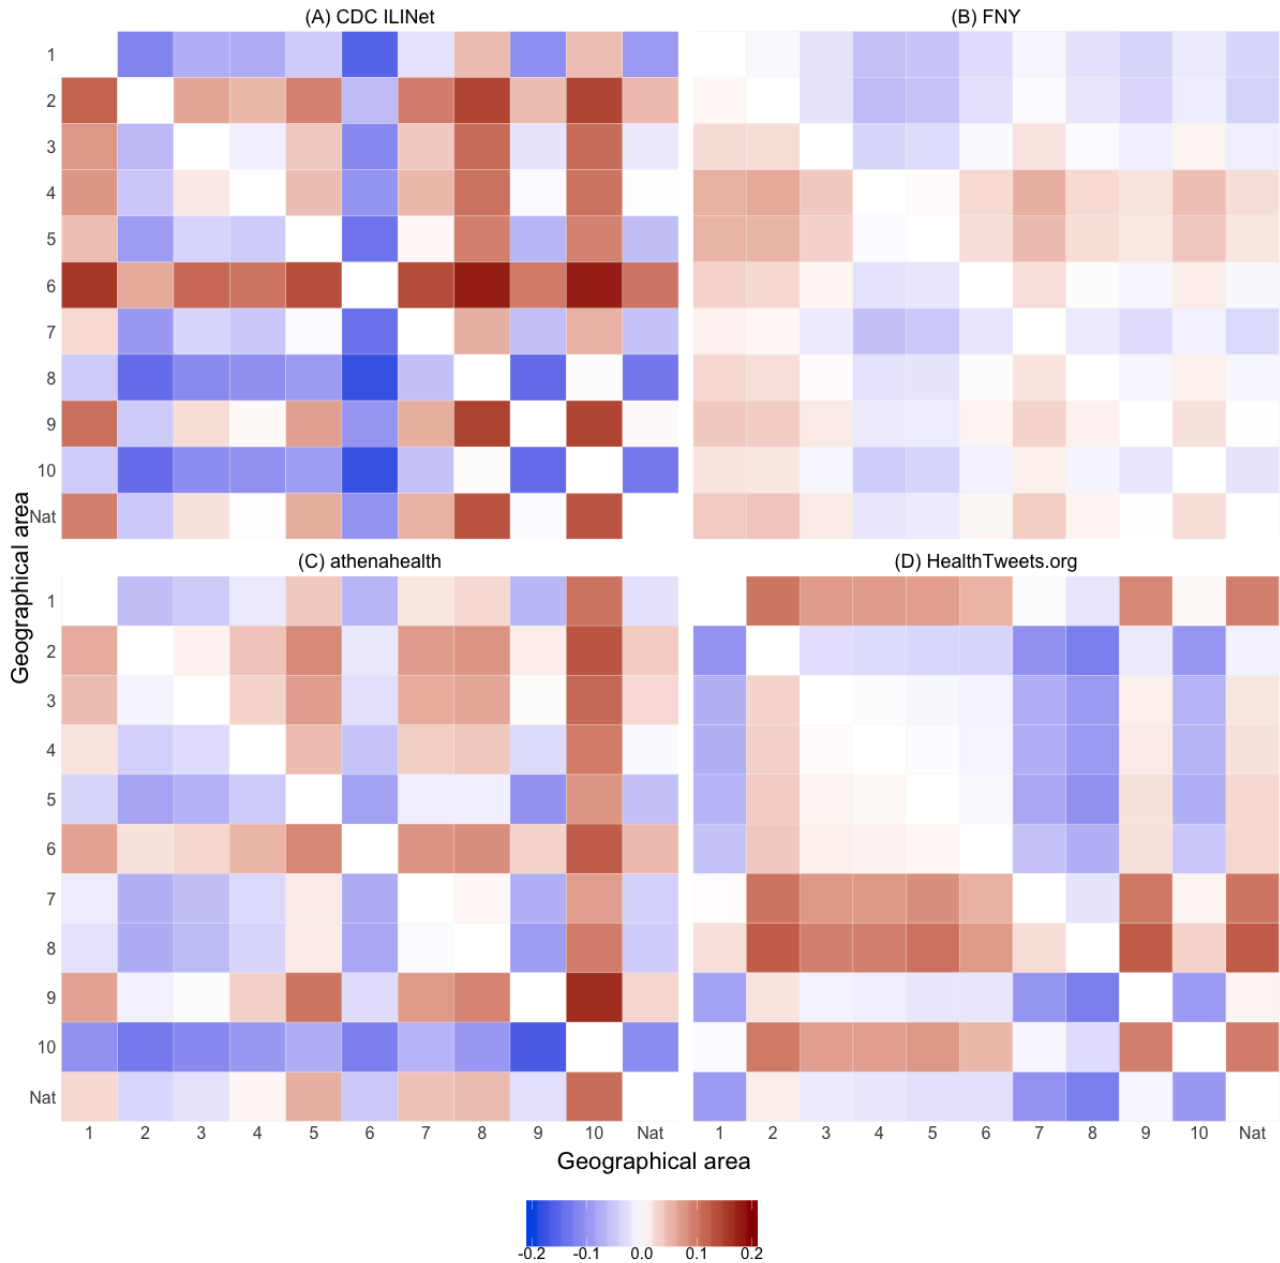 (A) CDC ILINet
(B) FNY
1
2
3
4
5
6
7
8
9
10
Nat
Geographical area
(C) athenahealth
(D) HealthTweets.org
1
2
3
4
5
6
7
8
9
10
Nat
1 2 3 4 5 6 7 8 9 10 Nat
1 2 3 4 5 6 7 8 9 10 Nat
Geographical area
-0.2 -0.1 0.0 0.1 0.2